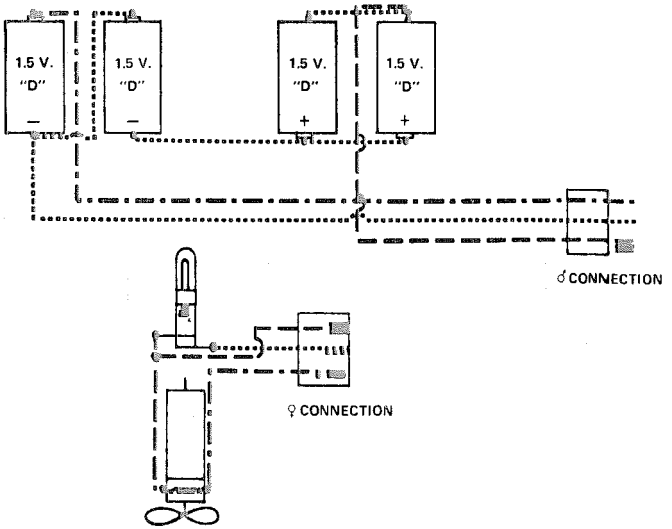 1.5 V.
"D"
—
1.5 V.
"D"
—
1.5 V.
"D"
+
1.5 V.
"D"
+
♂ CONNECTION
♀ CONNECTION